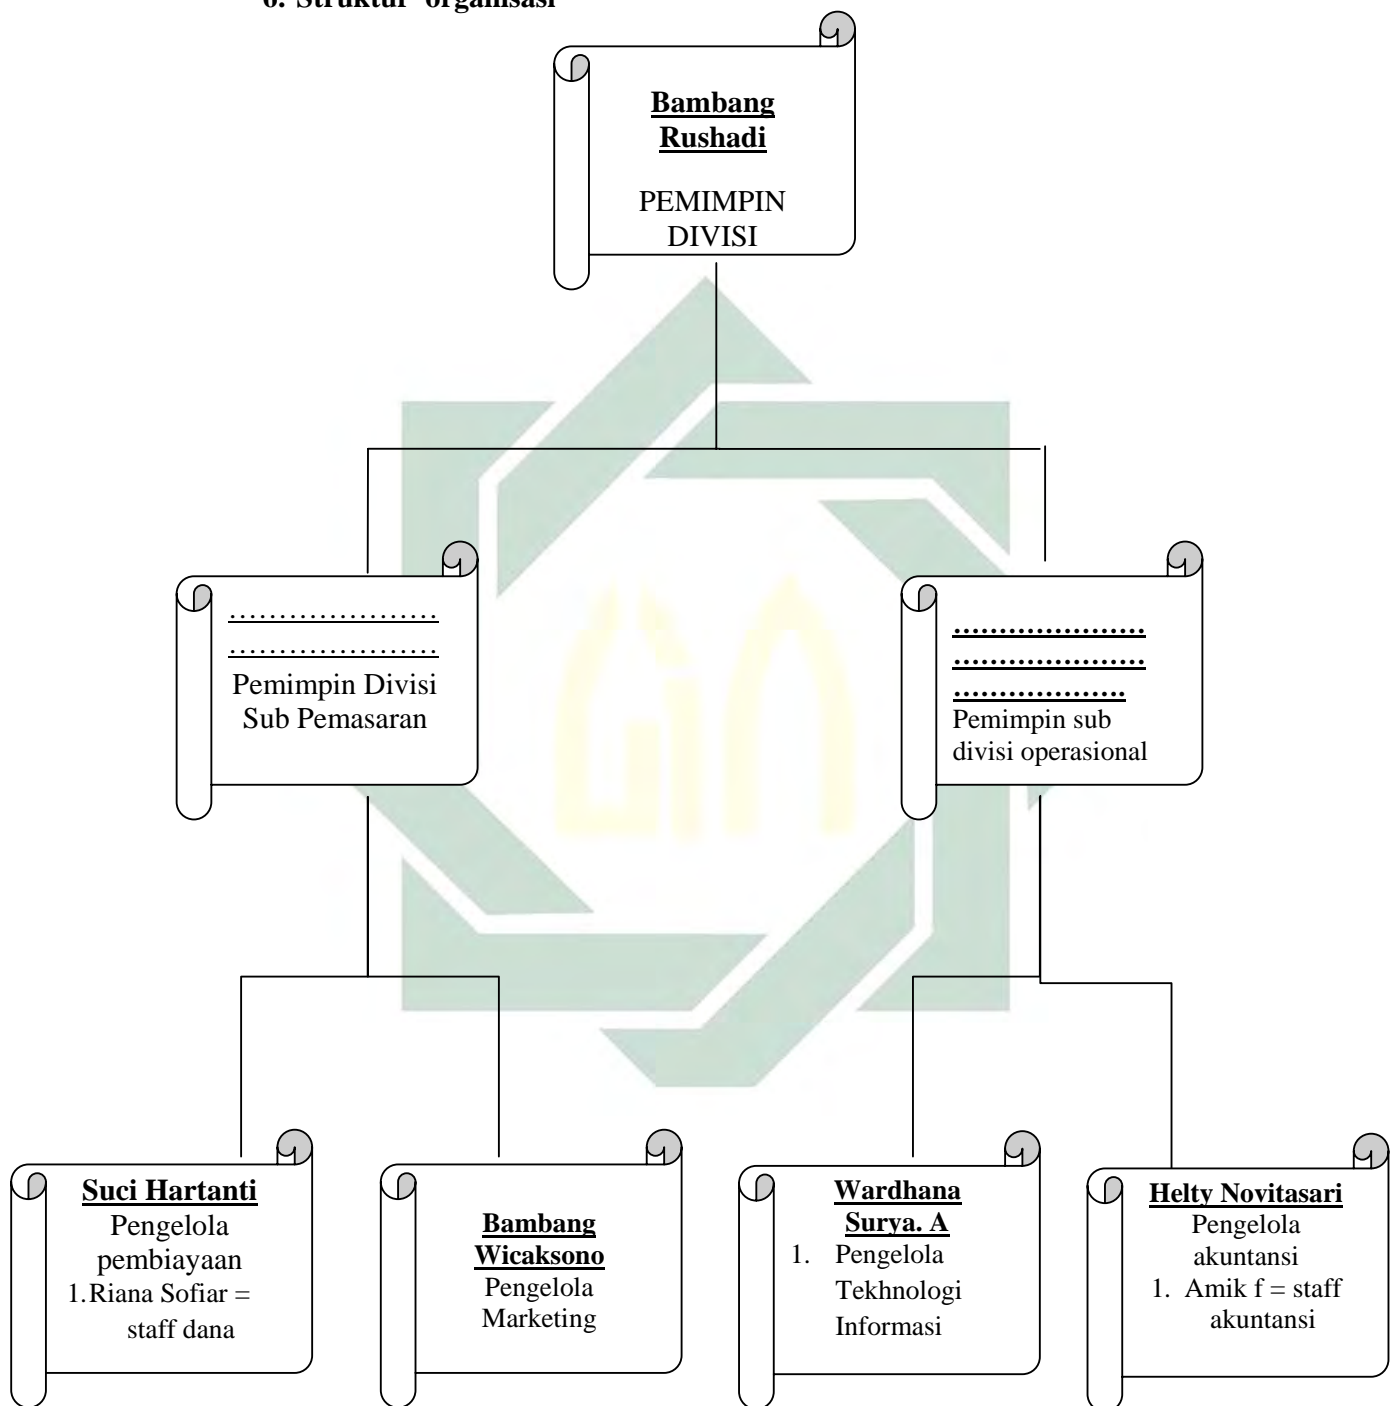 6. Struktur organisasi
Bambang
Rushadi
PEMIMPIN
DIVISI
.....................
.....................
Pemimpin Divisi
Sub Pemasaran
.....................
.....................
...................
Pemimpin sub
divisi operasional
Suci Hartanti
Pengelola
pembiayaan
1. Riana Sofiar =
staff dana
Bambang
Wicaksono
Pengelola
Marketing
Wardhana
Surya. A
1. Pengelola
Tekhnologi
Informasi
Helty Novitasari
Pengelola
akuntansi
1. Amik f = staff
akuntansi